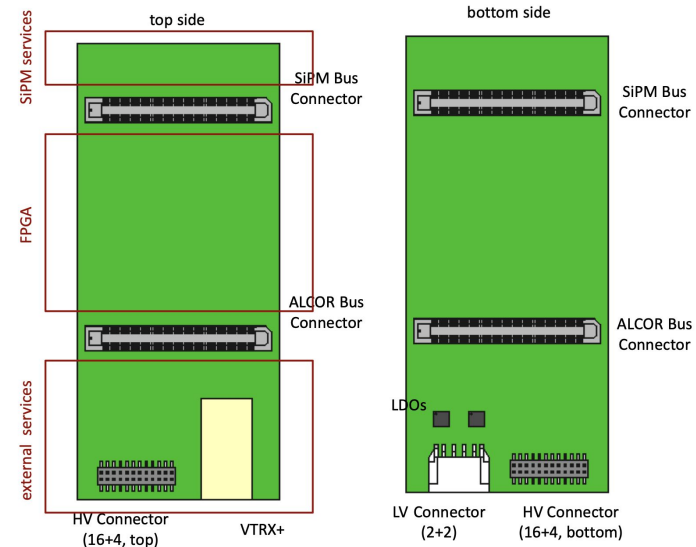 top side
bottom side
SiPM services
SiPM Bus
Connector
SiPM Bus
Connector
FPGA
ALCOR Bus
Connector
ALCOR Bus
Connector
external services
LDOs
HV Connector
(16+4, top)
VTRX+
LV Connector
(2+2)
HV Connector
(16+4, bottom)